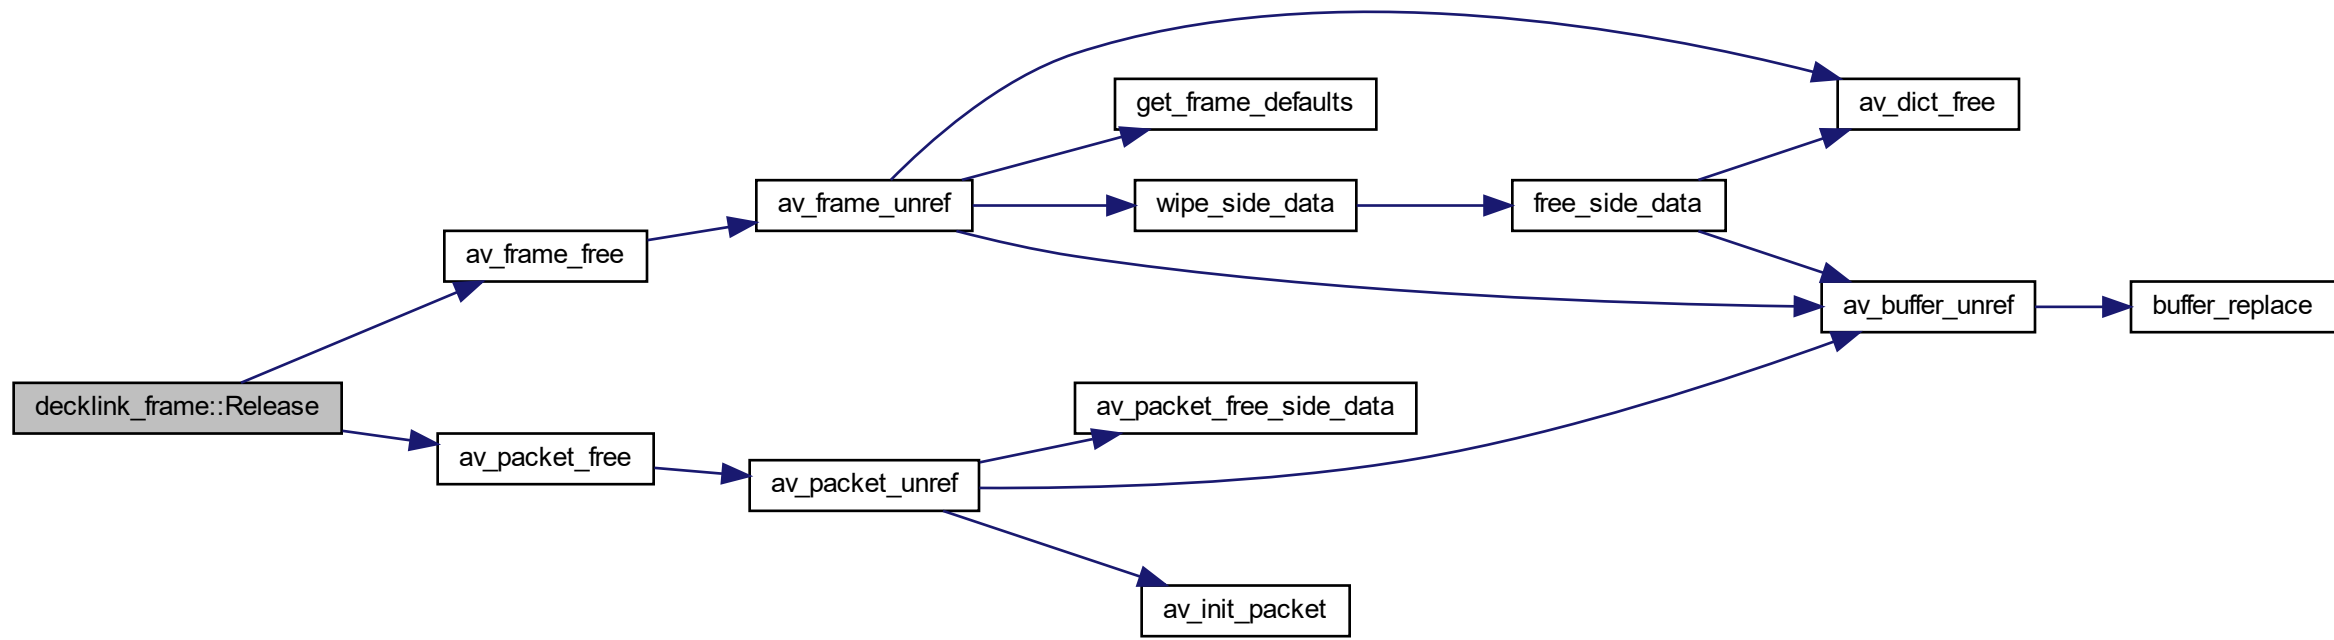 decklink_frame::Release
av_frame_free
av_packet_free
av_frame_unref
av_packet_unref
get_frame_defaults
wipe_side_data
av_packet_free_side_data
av_init_packet
free_side_data
av_dict_free
av_buffer_unref
buffer_replace